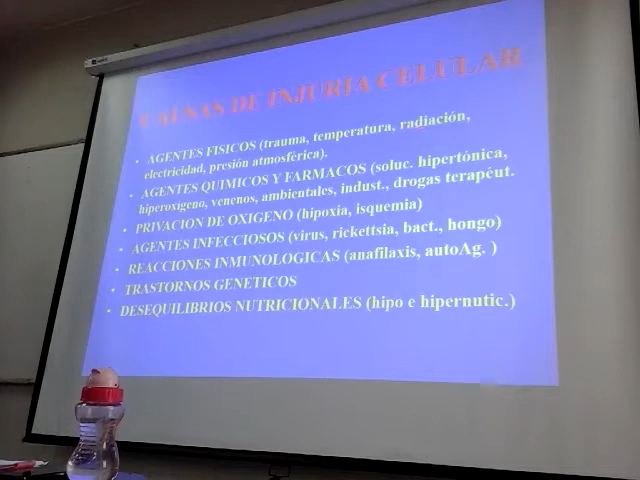 CAUSAS DE INJURIA CELULAR
• AGENTES FISICOS (trauma, temperatura, radiación,
electricidad, presión atmosférica).
• AGENTES QUIMICOS Y FARMACOS (soluc. hipertónica,
hiperoxigeno, venenos, ambientales, indust., drogas terapéut.
• PRIVACION DE OXIGENO (hipoxia, isquemia)
• AGENTES INFECCIOSOS (virus, rickettsia, bact., hongo)
• REACCIONES INMUNOLOGICAS (anafilaxis, autoAg. )
• TRASTORNOS GENETICOS
• DESEQUILIBRIOS NUTRICIONALES (hipo e hipernutic.)